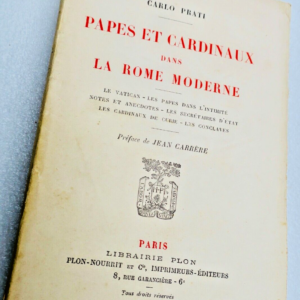 CARLO PRATI
PAPES ET CARDINAUX
DANS
LA ROME MODERNE
LE VATICAN - LES PAPES DANS L'INTIMITÉ
NOTES ET ANECDOTES - LES SECRÉTAIRES D'ÉTAT
LES CARDINAUX DE CURIE - LES CONCLAVES
Préface de JEAN CARRÈRE
PARIS
LIBRAIRIE PLON
PLON-NOURRIT ET Cie, IMPRIMEURS-ÉDITEURS
8, RUE GARANCIÈRE - 6e
Tous droits réservés